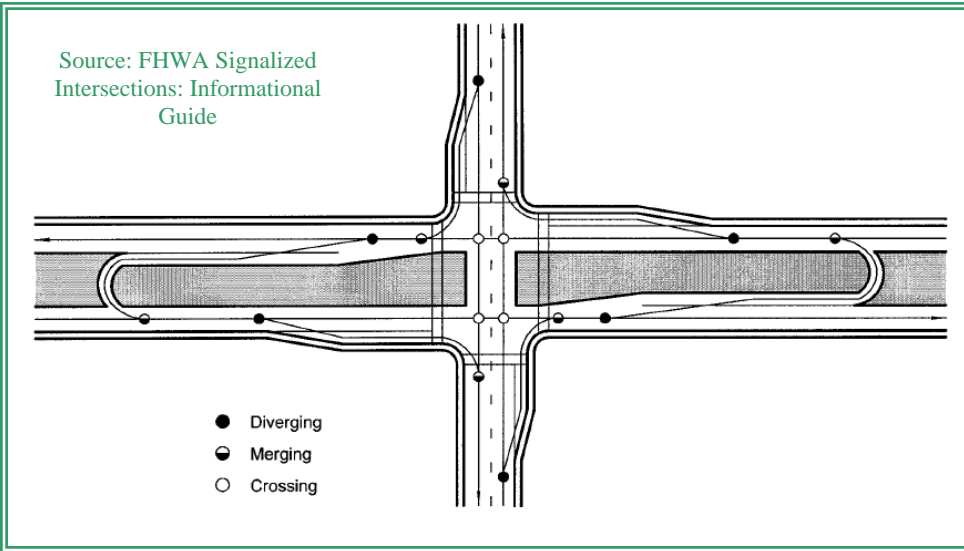 Source: FHWA Signalized
Intersections: Informational
Guide
Diverging
Merging
Crossing